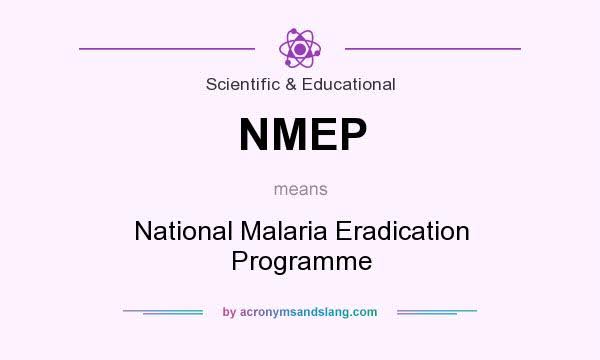 Scientific & Educational
NMEP
means
National Malaria Eradication
Programme
by acronymsandslang.com